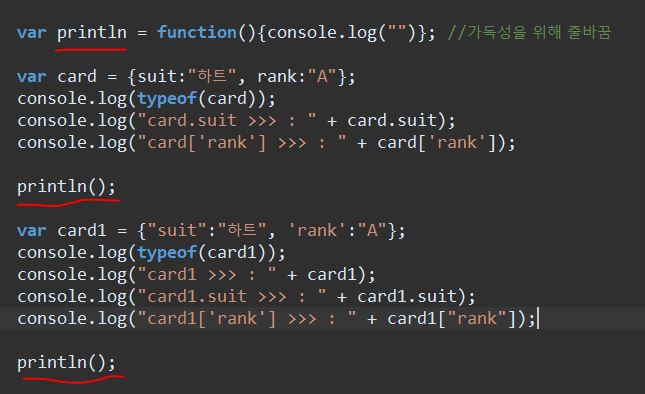 var println = function(){console.log("")}; //가독성을 위해 줄바꿈
var card = {suit:"하트", rank:"A"};
console.log(typeof(card));
console.log("card.suit >>> : " + card.suit);
console.log("card['rank'] >>> : " + card['rank']);
println();
var card1 = {"suit":"하트", 'rank':"A"};
console.log(typeof(card1));
console.log("card1 >>> : " + card1);
console.log("card1.suit >>> : " + card1.suit);
console.log("card1['rank'] >>> : " + card1["rank"]);
println();